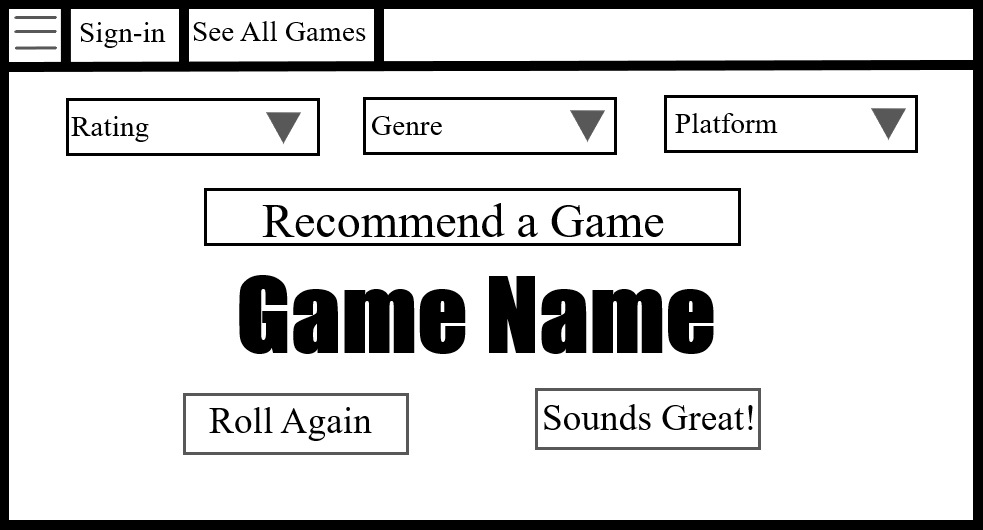 Sign-in See All Games
Rating Genre Platform
Recommend a Game
Game Name
Roll Again Sounds Great!